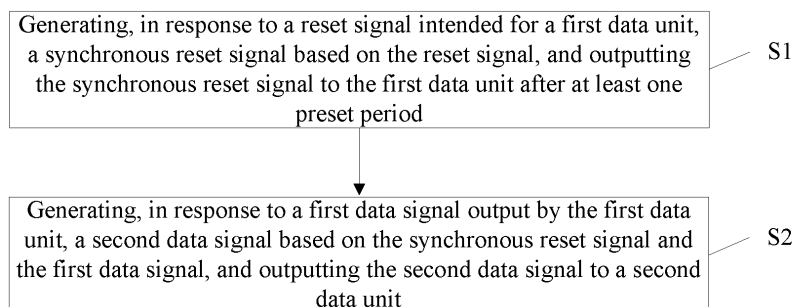 Generating, in response to a reset signal intended for a first data unit,
a synchronous reset signal based on the reset signal, and outputting
the synchronous reset signal to the first data unit after at least one
preset period
S1
Generating, in response to a first data signal output by the first data
unit, a second data signal based on the synchronous reset signal and
the first data signal, and outputting the second data signal to a second
data unit
S2